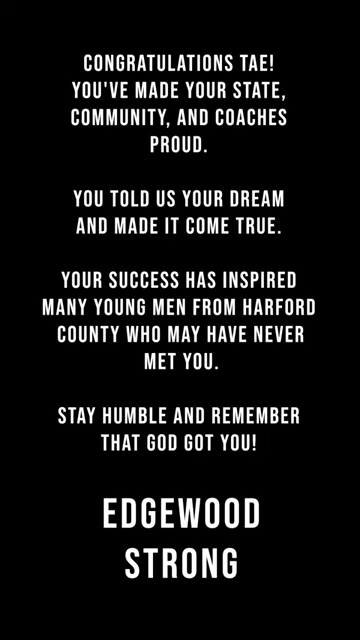 CONGRATULATIONS TAE!
YOU'VE MADE YOUR STATE,
COMMUNITY, AND COACHES
PROUD.
YOU TOLD US YOUR DREAM
AND MADE IT COME TRUE.
YOUR SUCCESS HAS INSPIRED
MANY YOUNG MEN FROM HARFORD
COUNTY WHO MAY HAVE NEVER
MET YOU.
STAY HUMBLE AND REMEMBER
THAT GOD GOT YOU!
EDGEWOOD
STRONG